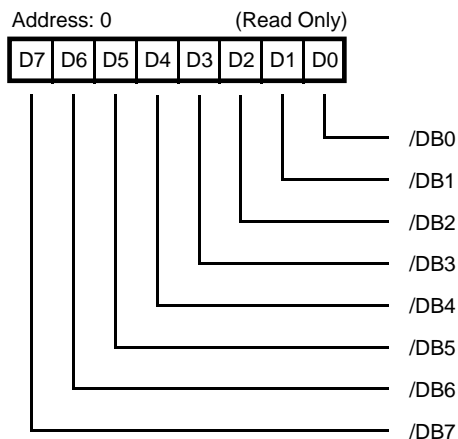 Address: 0 (Read Only)
D7 D6 D5 D4 D3 D2 D1 D0
/DB0
/DB1
/DB2
/DB3
/DB4
/DB5
/DB6
/DB7